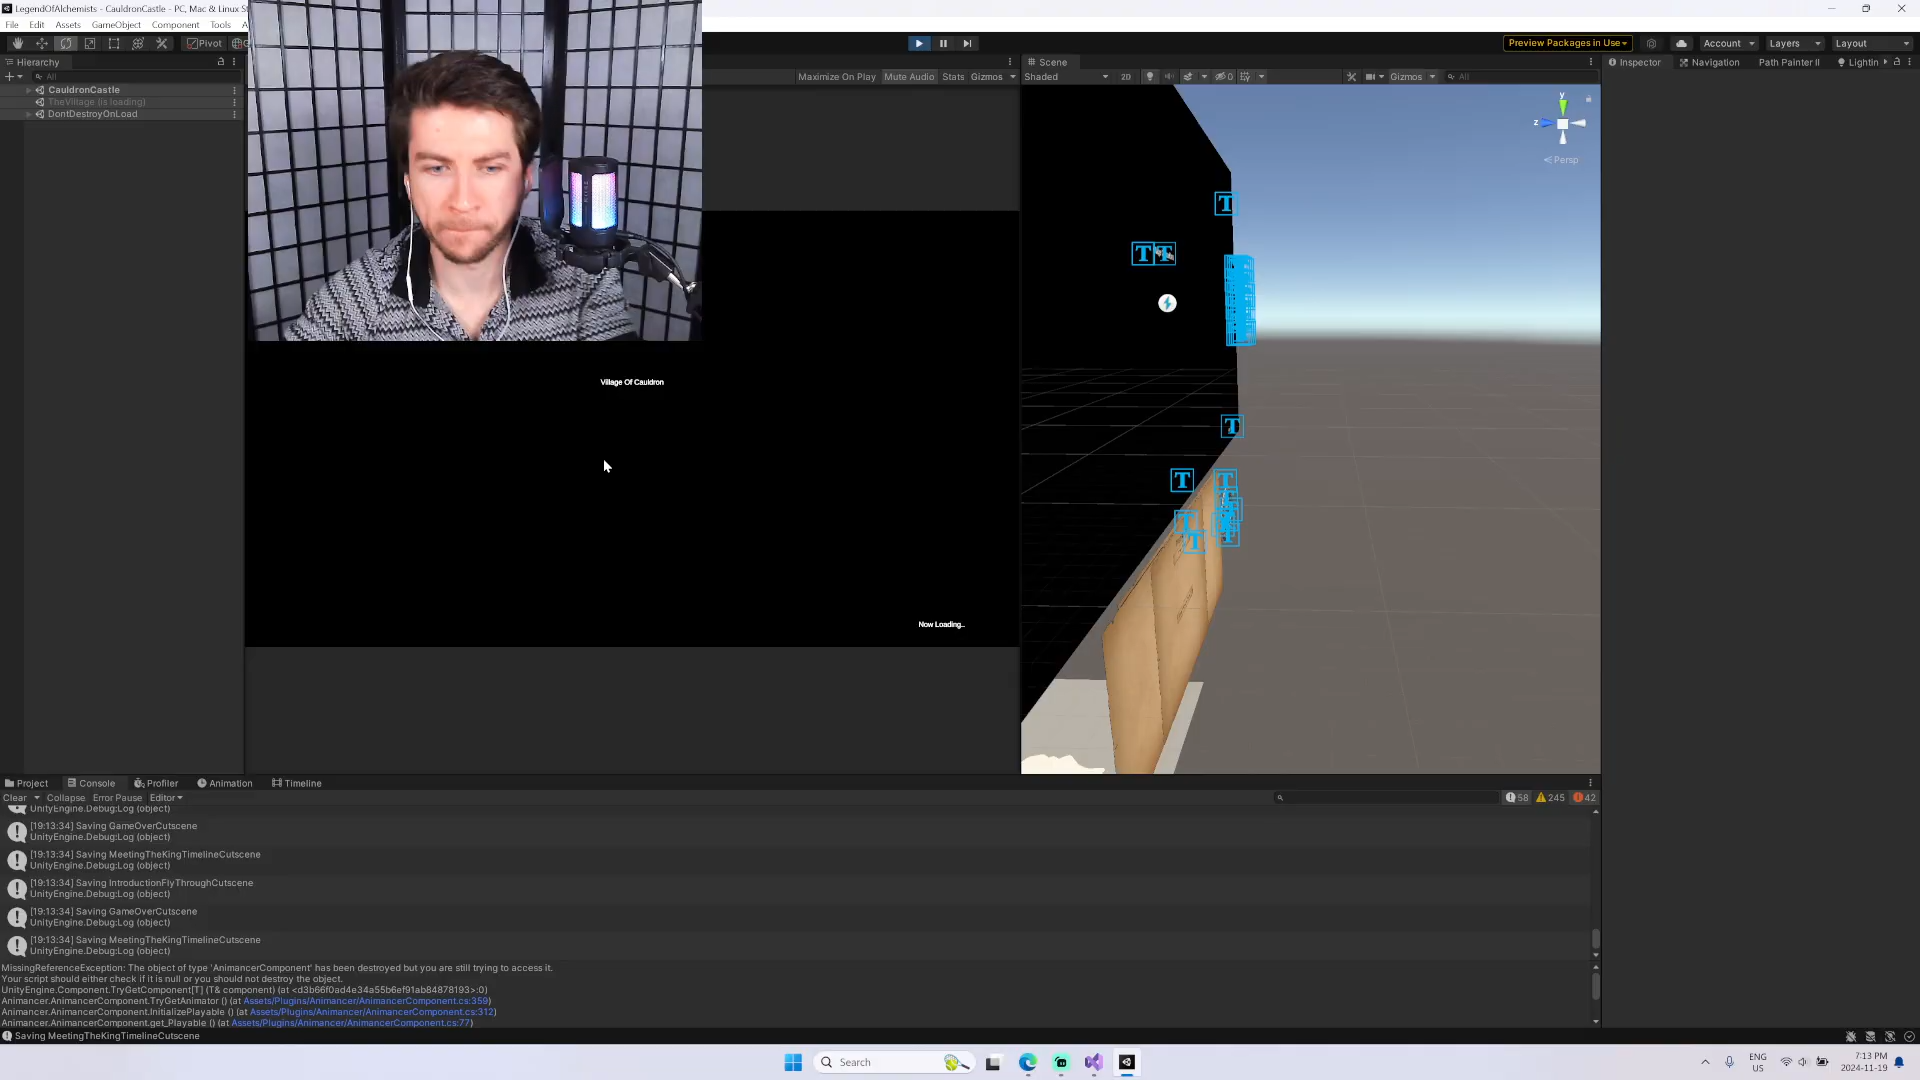 LegendOfAlchemists - CauldronCastle - PC, Mac & Linux St
File Edit Assets GameObject Component Tools A
Pivot G
Preview Packages in Use
Account
Layers
Layout
Hierarchy
All
CauldronCastle
TheVillage (is loading)
DontDestroyOnLoad
Maximize On Play Mute Audio Stats Gizmos
Village Of Cauldron
Now Loading..
Scene
Shaded 2D Gizmos All
y
z
Persp
T
T T
T
T T
T
T
T
Inspector Navigation Path Painter II Lightin
Project Console Profiler Animation Timeline
Clear Collapse Error Pause Editor
58 245 42
UnityEngine.Debug:Log (object)
[19:13:34] Saving GameOverCutscene
UnityEngine.Debug:Log (object)
[19:13:34] Saving MeetingTheKingTimelineCutscene
UnityEngine.Debug:Log (object)
[19:13:34] Saving IntroductionFlyThroughCutscene
UnityEngine.Debug:Log (object)
[19:13:34] Saving GameOverCutscene
UnityEngine.Debug:Log (object)
[19:13:34] Saving MeetingTheKingTimelineCutscene
UnityEngine.Debug:Log (object)
MissingReferenceException: The object of type 'AnimancerComponent' has been destroyed but you are still trying to access it.
Your script should either check if it is null or you should not destroy the object.
UnityEngine.Component.TryGetComponent[T] (T& component) (at <d3b66f0ad4e34a55b6ef91ab84878193>:0)
Animancer.AnimancerComponent.TryGetAnimator () (at Assets/Plugins/Animancer/AnimancerComponent.cs:359)
Animancer.AnimancerComponent.InitializePlayable () (at Assets/Plugins/Animancer/AnimancerComponent.cs:312)
Animancer.AnimancerComponent.get_Playable () (at Assets/Plugins/Animancer/AnimancerComponent.cs:77)
Saving MeetingTheKingTimelineCutscene
Search
ENG
US
7:13 PM
2024-11-19